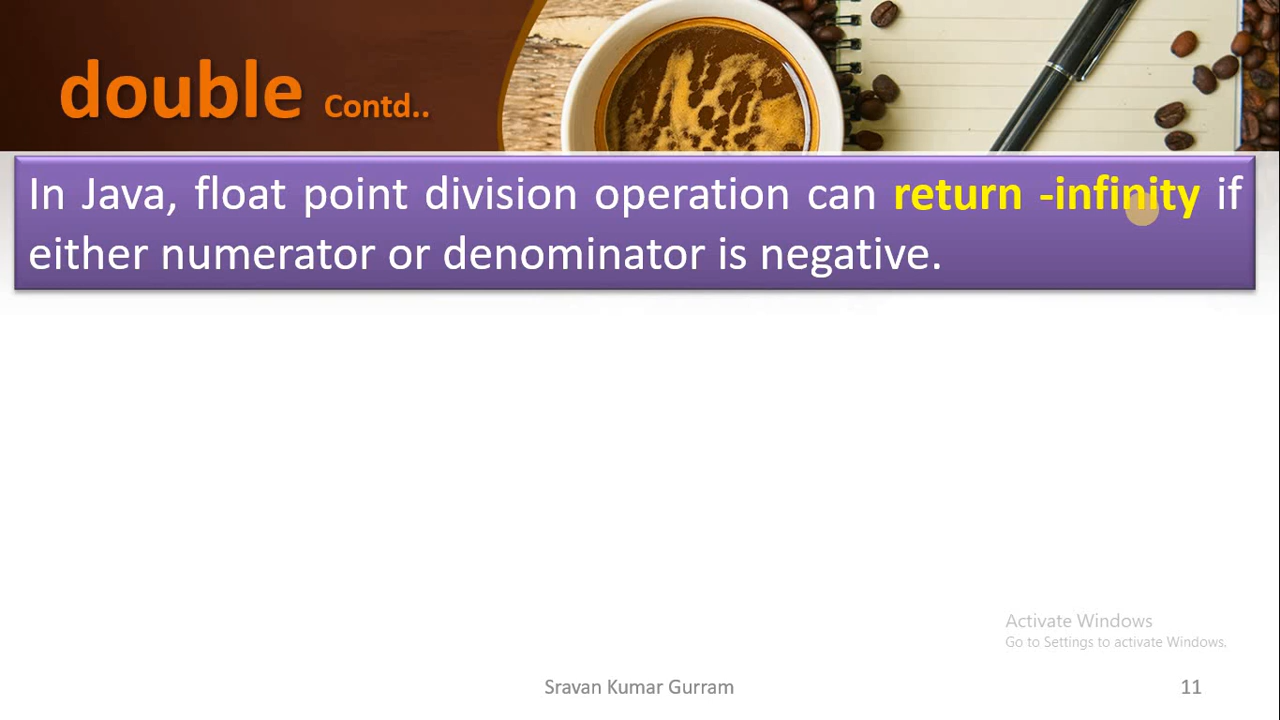 double Contd..
In Java, float point division operation can return -infinity if
either numerator or denominator is negative.
Activate Windows
Go to Settings to activate Windows.
Sravan Kumar Gurram
11